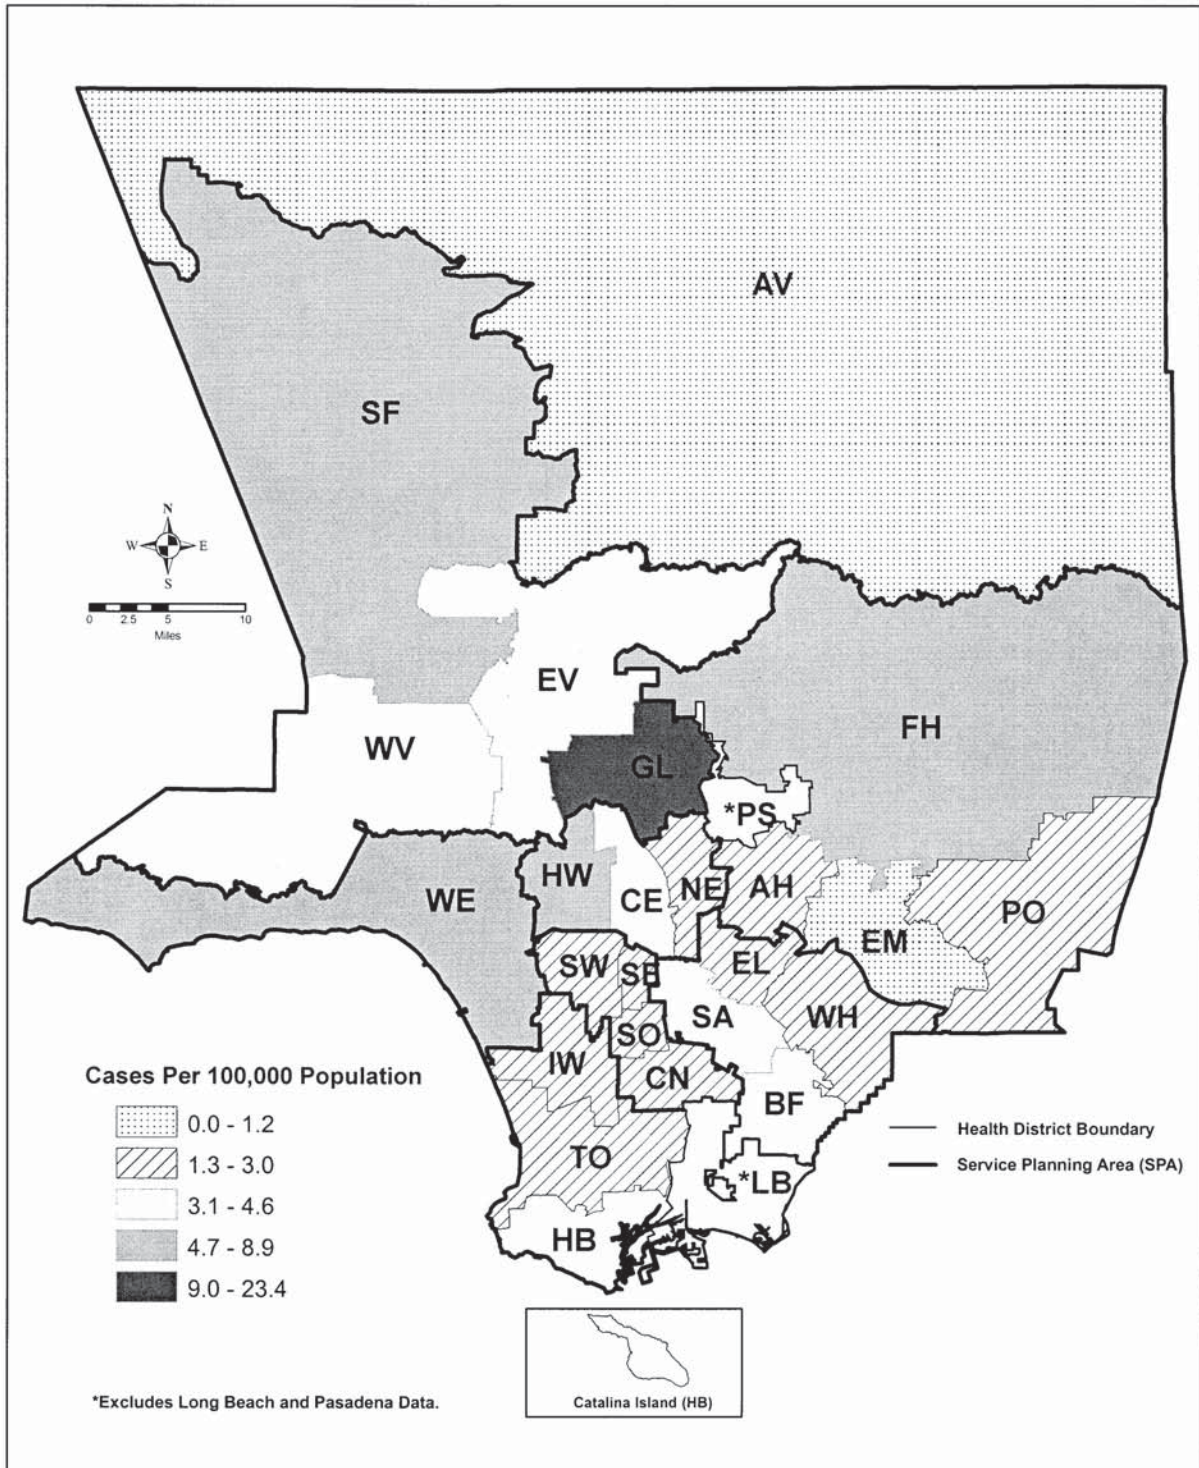 AV
SF
N
W E
S
0 2.5 5 10
Miles
EV
WV
FH
GL
*PS
HW
WE
NE
AH
CE
PO
EM
SW
SE
EL
SA
WH
SO
IW
CN
BF
TO
*LB
HB
Cases Per 100,000 Population
0.0 - 1.2
1.3 - 3.0
3.1 - 4.6
4.7 - 8.9
9.0 - 23.4
Health District Boundary
Service Planning Area (SPA)
Catalina Island (HB)
*Excludes Long Beach and Pasadena Data.